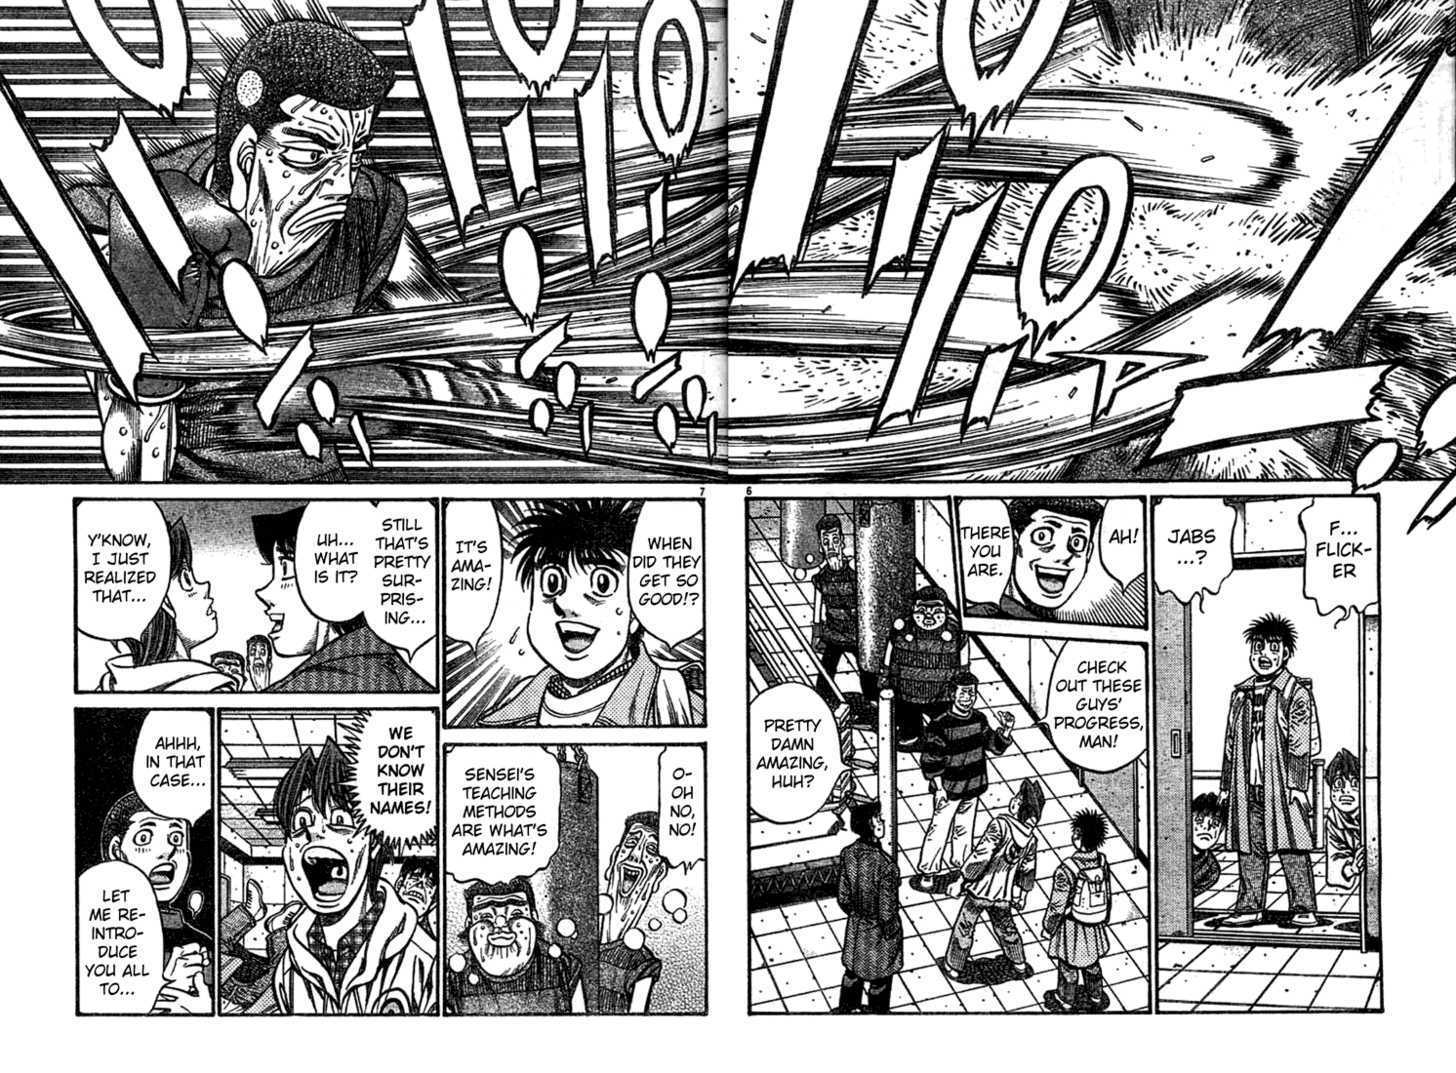 7
6
F...
FLICK-
ER
JABS
...?
AH!
THERE
YOU
ARE.
CHECK
OUT THESE
GUYS'
PROGRESS,
MAN!
PRETTY
DAMN
AMAZING,
HUH?
WHEN
DID THEY
GET SO
GOOD!?
IT'S
AMA-
ZING!
STILL
THAT'S
PRETTY
SUR-
PRIS-
ING...
UH...
WHAT
IS IT?
Y'KNOW,
I JUST
REALIZED
THAT...
O-
OH
NO,
NO!
SENSEI'S
TEACHING
METHODS
ARE WHAT'S
AMAZING!
WE
DON'T
KNOW
THEIR
NAMES!
AHHH,
IN THAT
CASE...
LET
ME RE-
INTRO-
DUCE
YOU ALL
TO...